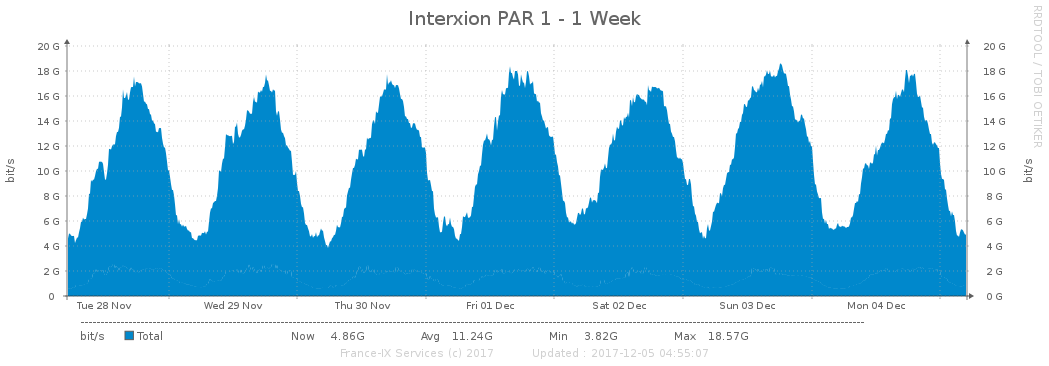 Interxion PAR 1 - 1 Week
RRDTOOL / TOBI OETIKER
20 G 20 G
18 G 18 G
16 G 16 G
14 G 14 G
12 G 12 G
10 G 10 G
8 G 8 G
6 G 6 G
4 G 4 G
2 G 2 G
0 0 G
bit/s
bit/s
Tue 28 Nov Wed 29 Nov Thu 30 Nov Fri 01 Dec Sat 02 Dec Sun 03 Dec Mon 04 Dec
bit/s Total Now 4.86G Avg 11.24G Min 3.82G Max 18.57G
France-IX Services (c) 2017 Updated : 2017-12-05 04:55:07